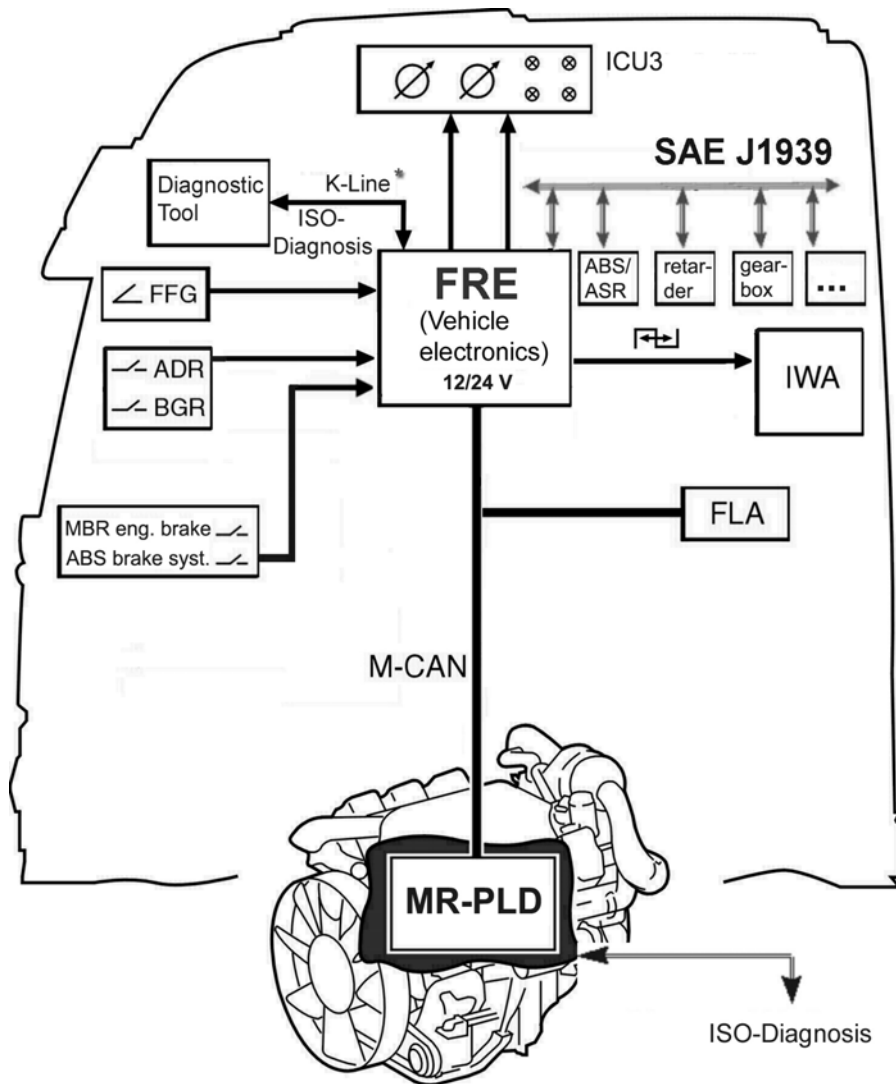 ICU3
SAE J1939
Diagnostic
Tool
K-Line *
ISO-
Diagnosis
FFG
FRE
(Vehicle
electronics)
12/24 V
ABS/
ASR
retar-
der
gear-
box
...
ADR
BGR
IWA
MBR eng. brake
ABS brake syst.
FLA
M-CAN
MR-PLD
ISO-Diagnosis